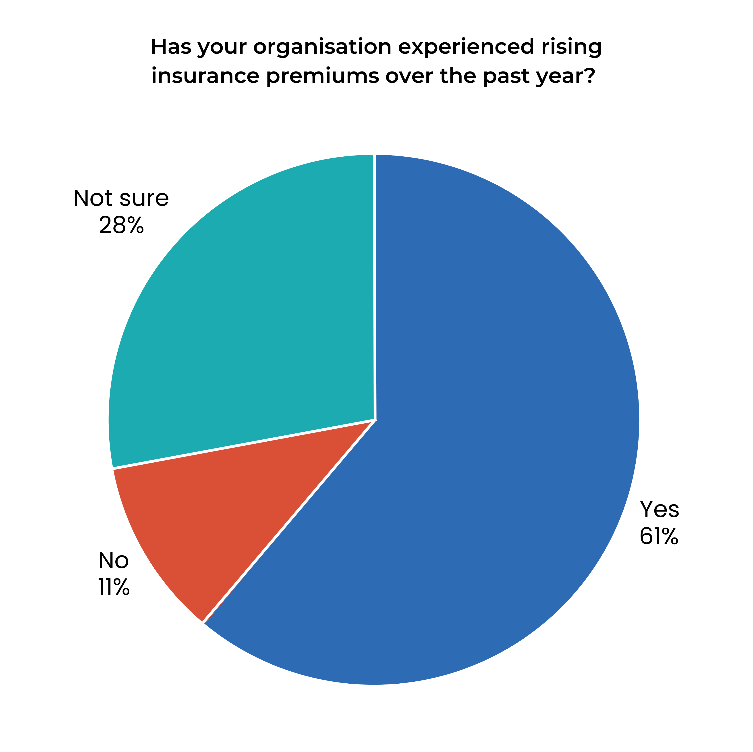 Has your organisation experienced rising
insurance premiums over the past year?
Not sure
28%
Yes
61%
No
11%